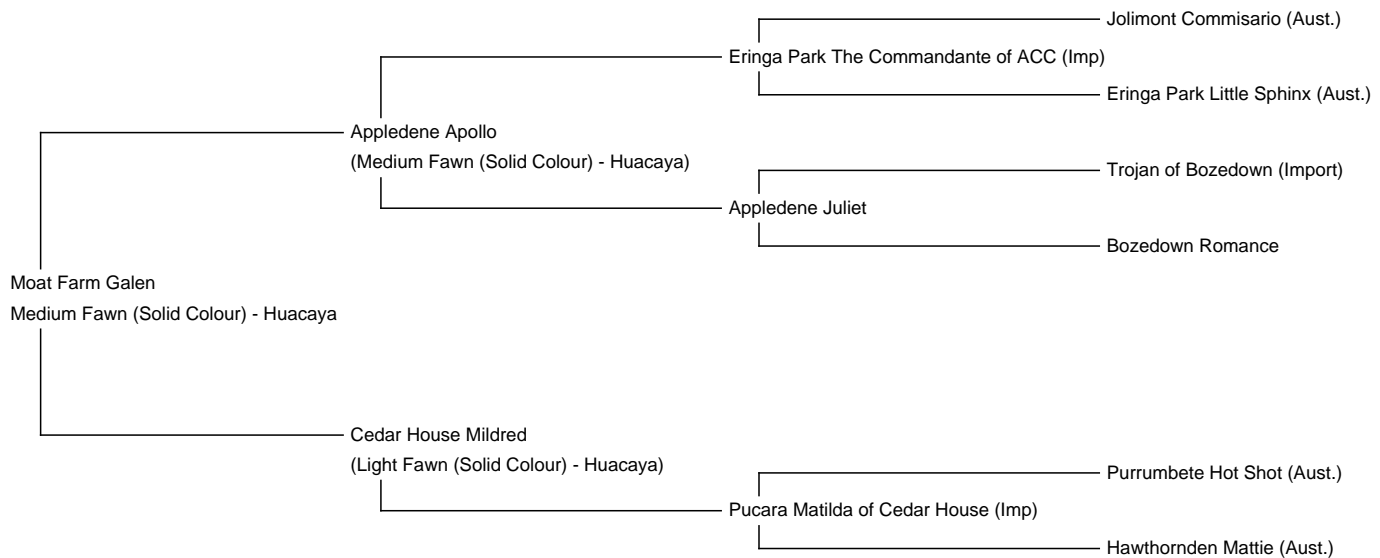 Jolimont Commisario (Aust.)
Eringa Park The Commandante of ACC (Imp)
Eringa Park Little Sphinx (Aust.)
Appledene Apollo
(Medium Fawn (Solid Colour) - Huacaya)
Trojan of Bozedown (Import)
Appledene Juliet
Bozedown Romance
Moat Farm Galen
Medium Fawn (Solid Colour) - Huacaya
Cedar House Mildred
(Light Fawn (Solid Colour) - Huacaya)
Purrumbete Hot Shot (Aust.)
Pucara Matilda of Cedar House (Imp)
Hawthornden Mattie (Aust.)